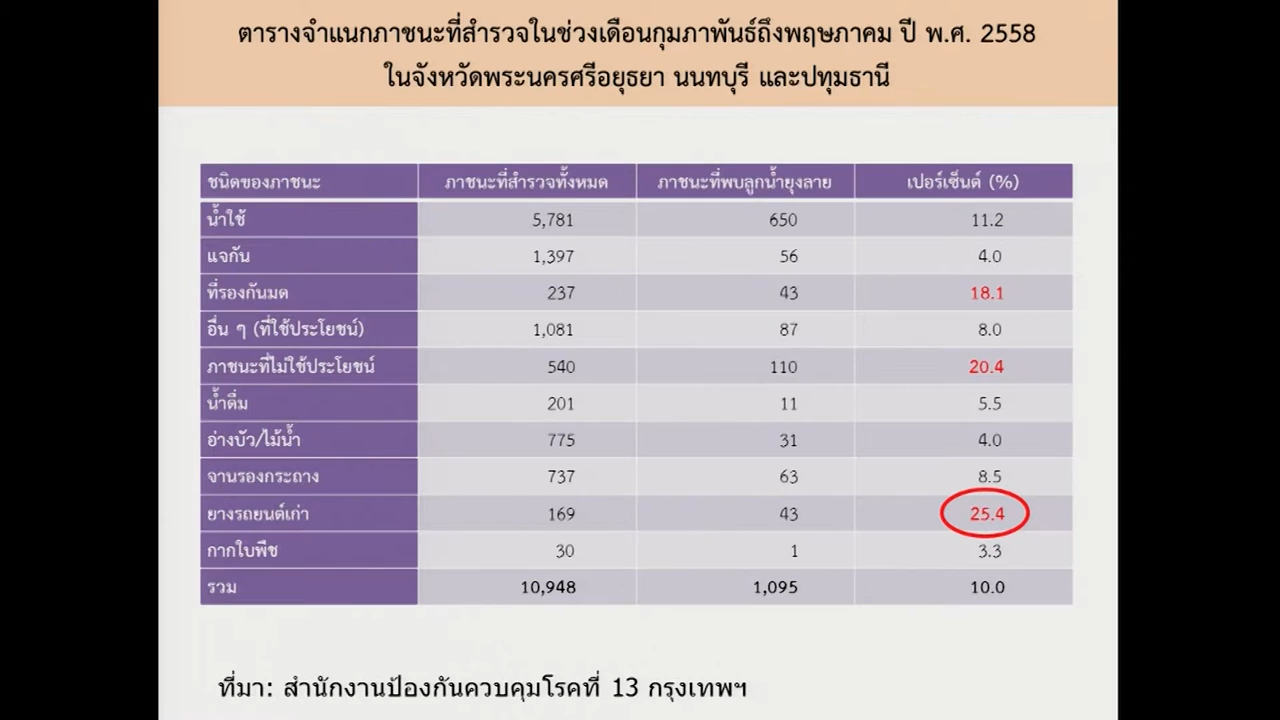 ตารางจำแนกภาชนะที่สำรวจในช่วงเดือนกุมภาพันธ์ถึงพฤษภาคม ปี พ.ศ. 2558
ในจังหวัดพระนครศรีอยุธยา นนทบุรี และปทุมธานี
ชนิดของภาชนะ ภาชนะที่สำรวจทั้งหมด ภาชนะที่พบลูกน้ำยุงลาย เปอร์เซ็นต์ (%)
น้ำใช้ 5,781 650 11.2
แจกัน 1,397 56 4.0
ที่รองกันมด 237 43 18.1
อื่น ๆ (ที่ใช้ประโยชน์) 1,081 87 8.0
ภาชนะที่ไม่ใช้ประโยชน์ 540 110 20.4
น้ำดื่ม 201 11 5.5
อ่างบัว/ไม้น้ำ 775 31 4.0
จานรองกระถาง 737 63 8.5
ยางรถยนต์เก่า 169 43 25.4
กากใบพืช 30 1 3.3
รวม 10,948 1,095 10.0
ที่มา: สำนักงานป้องกันควบคุมโรคที่ 13 กรุงเทพฯ